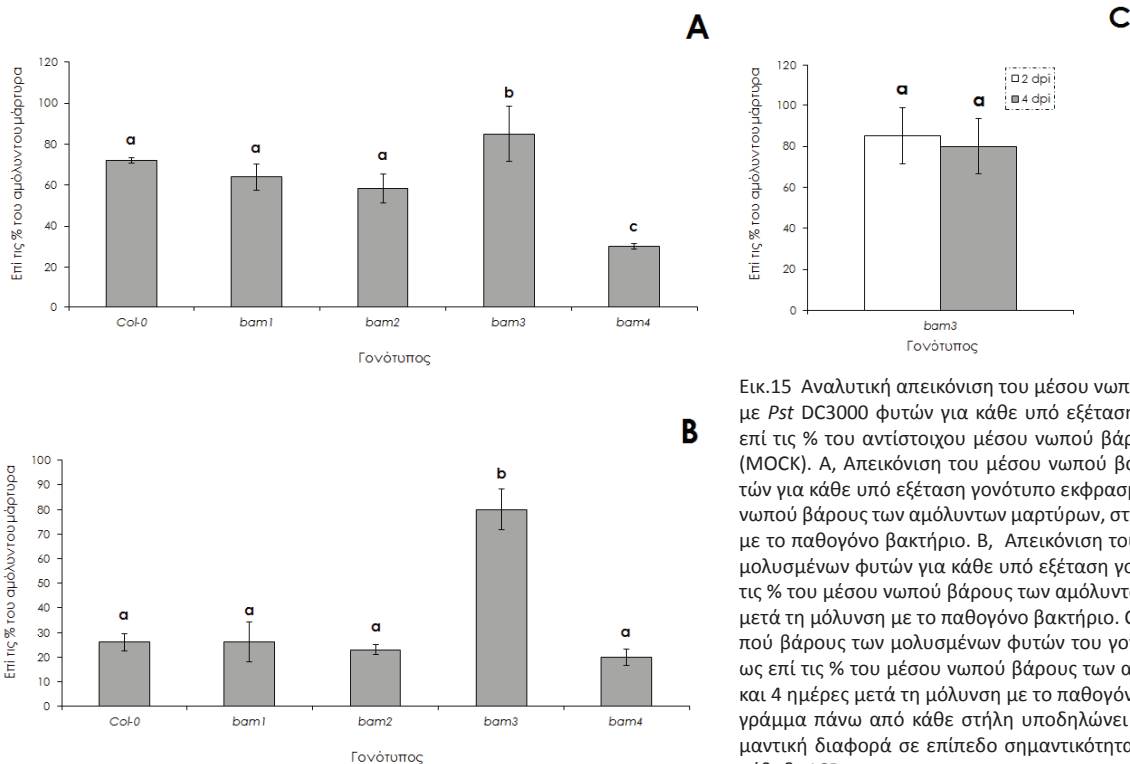 A
Επί τις % του αμόλυντου μάρτυρα
120
100
80
60
40
20
0
a
a
a
b
c
Col-0 bam1 bam2 bam3 bam4
Γονότυπος
B
Επί τις % του αμόλυντου μάρτυρα
100
90
80
70
60
50
40
30
20
10
0
a
a
a
b
a
Col-0 bam1 bam2 bam3 bam4
Γονότυπος
C
Επί τις % του αμόλυντου μάρτυρα
120
100
80
60
40
20
0
a
a
2 dpi
4 dpi
bam3
Γονότυπος
Εικ.15 Αναλυτική απεικόνιση του μέσου νωπ
με Pst DC3000 φυτών για κάθε υπό εξέταση
επί τις % του αντίστοιχου μέσου νωπού βάρ
(MOCK). Α, Απεικόνιση του μέσου νωπού βα
τών για κάθε υπό εξέταση γονότυπο εκφρασμ
νωπού βάρους των αμόλυντων μαρτύρων, στ
με το παθογόνο βακτήριο. Β, Απεικόνιση του
μολυσμένων φυτών για κάθε υπό εξέταση γο
τις % του μέσου νωπού βάρους των αμόλυντ
μετά τη μόλυνση με το παθογόνο βακτήριο. C
πού βάρους των μολυσμένων φυτών του γον
ως επί τις % του μέσου νωπού βάρους των α
και 4 ημέρες μετά τη μόλυνση με το παθογόν
γράμμα πάνω από κάθε στήλη υποδηλώνει
μαντική διαφορά σε επίπεδο σημαντικότητα